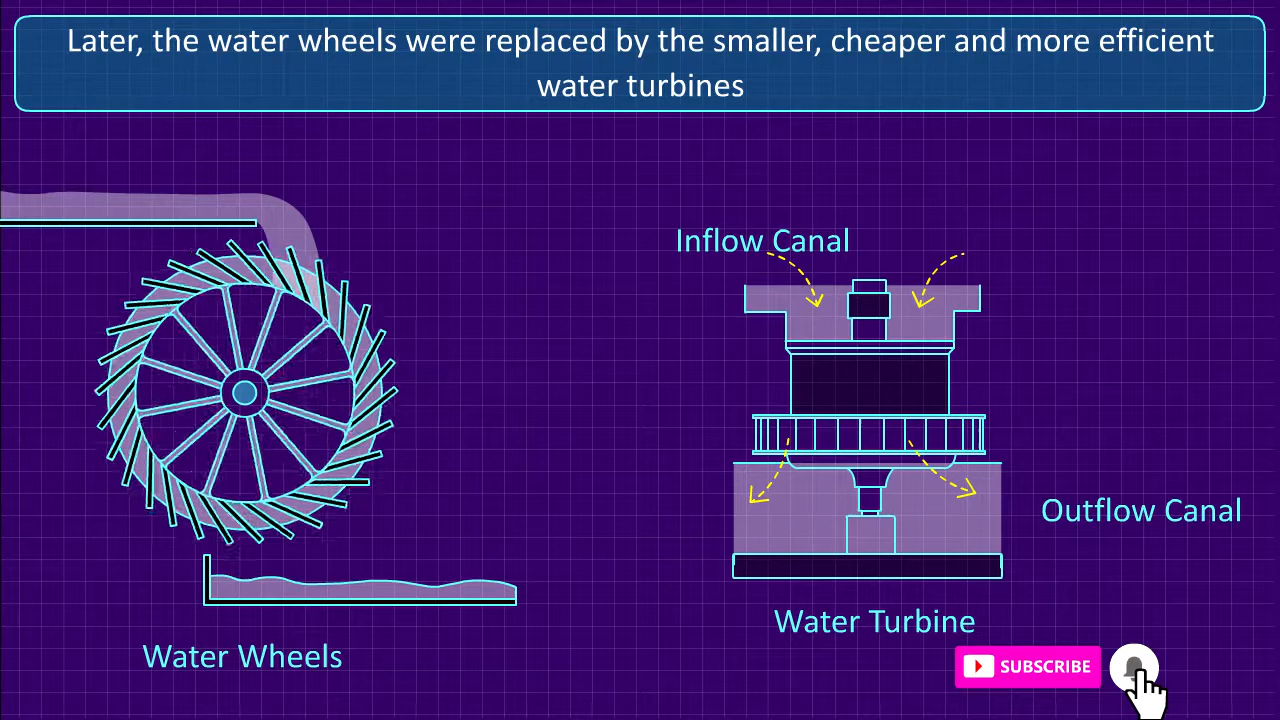 Later, the water wheels were replaced by the smaller, cheaper and more efficient
water turbines
Inflow Canal
Outflow Canal
Water Turbine
Water Wheels
SUBSCRIBE